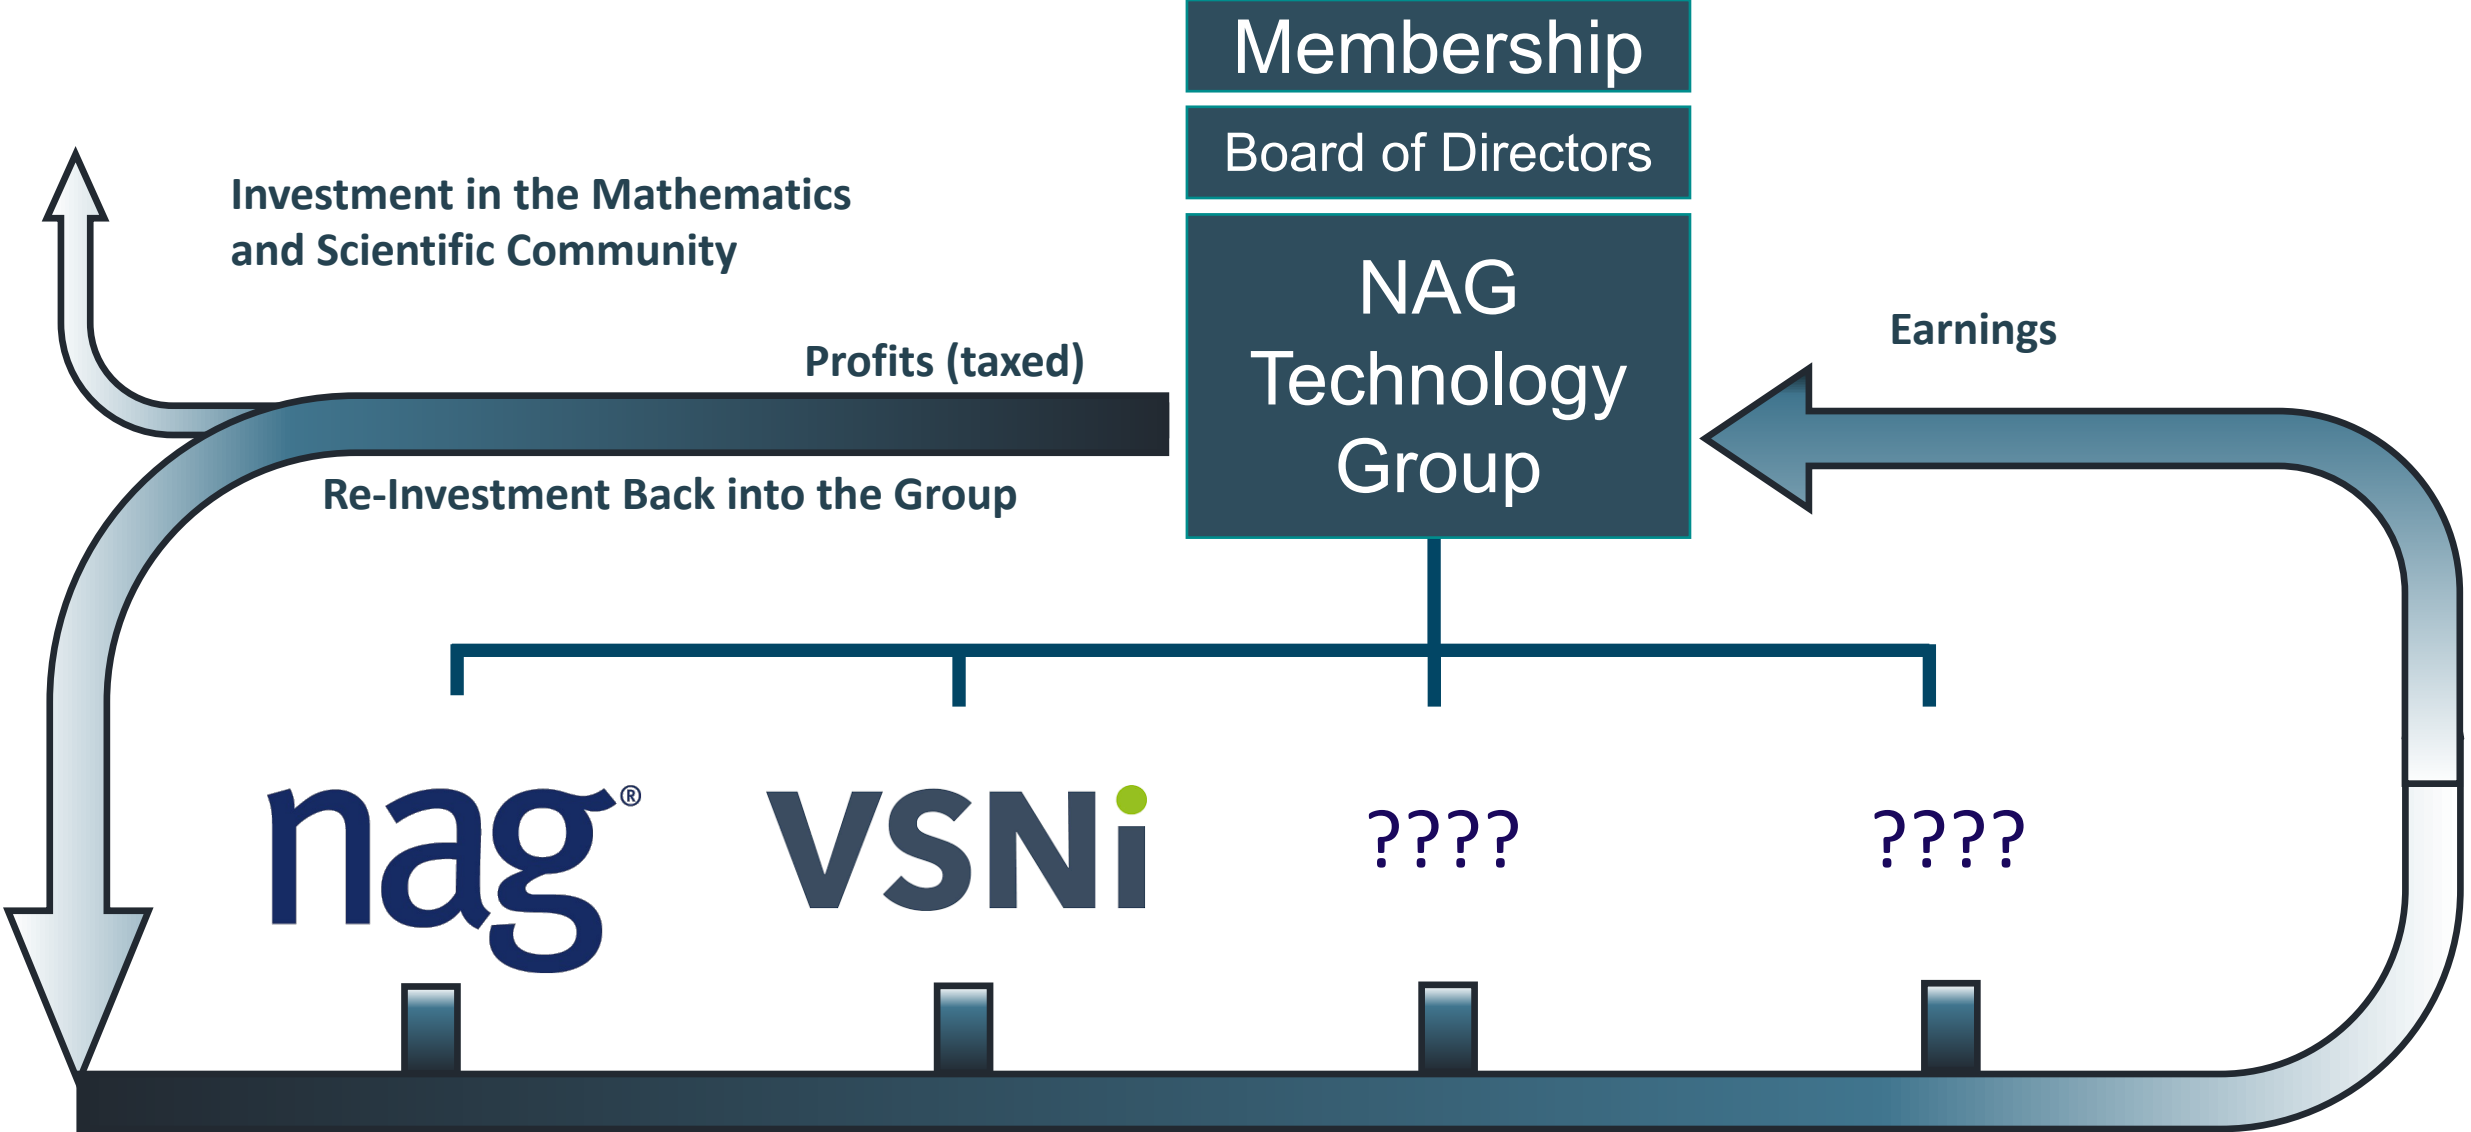 Membership
Board of Directors
Investment in the Mathematics
and Scientific Community
NAG
Technology
Group
Earnings
Profits (taxed)
Re-Investment Back into the Group
nag®
VSNi
????
????